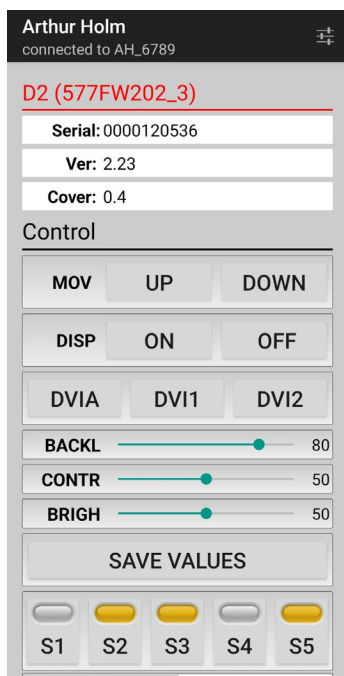 Arthur Holm
connected to AH_6789
D2 (577FW202_3)
Serial: 0000120536
Ver: 2.23
Cover: 0.4
Control
MOV UP DOWN
DISP ON OFF
DVIA DVI1 DVI2
BACKL 80
CONTR 50
BRIGH 50
SAVE VALUES
S1 S2 S3 S4 S5